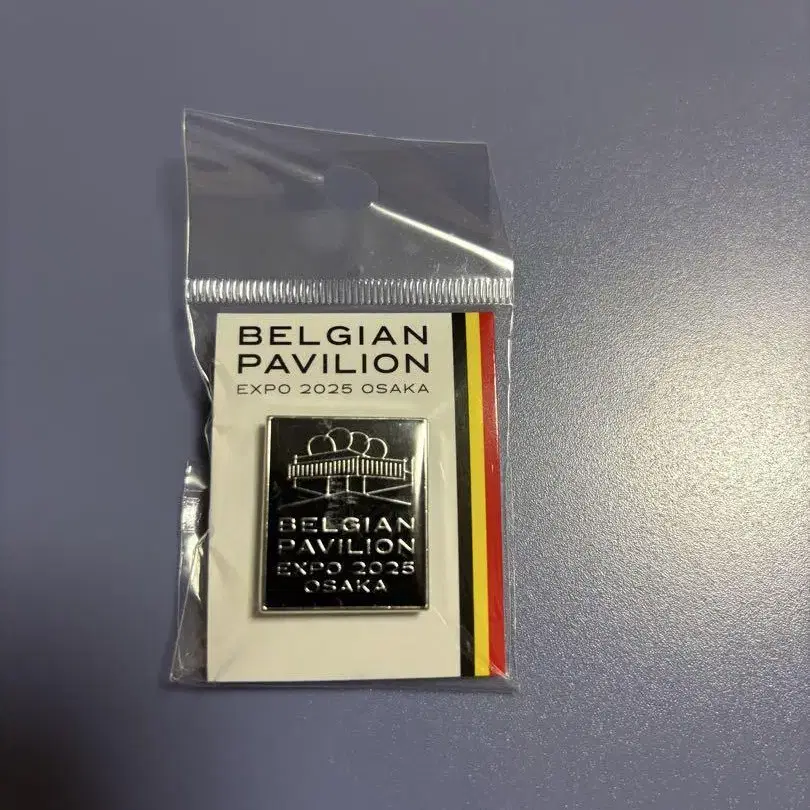 BELGIAN
PAVILION
EXPO 2025 OSAKA
BELGIAN
PAVILION
EXPO 2025
OSAKA